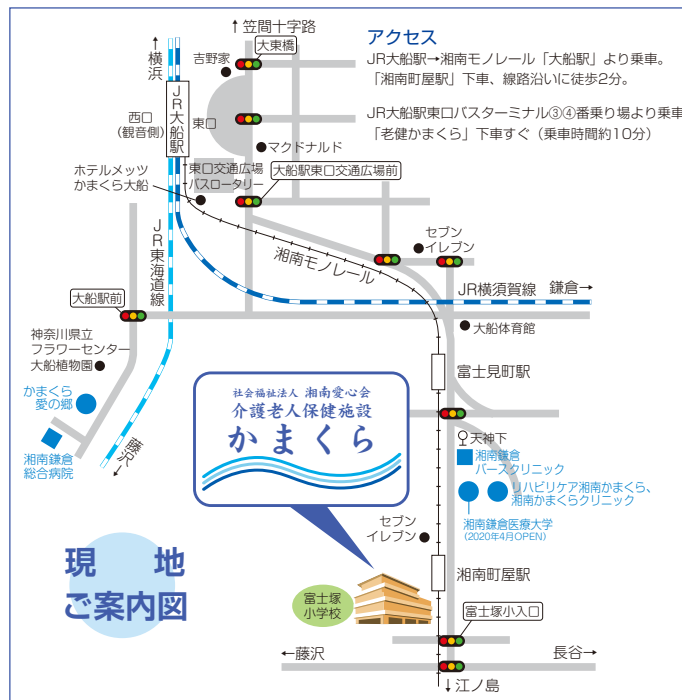 ↑笠間十字路
大東橋
吉野家
↑横浜
JR大船駅
西口
(観音側)
東口
マクドナルド
アクセス
JR大船駅→湘南モノレール「大船駅」より乗車。
「湘南町屋駅」下車、線路沿いに徒歩2分。
JR大船駅東口バスターミナル③④番乗り場より乗車
「老健かまくら」下車すぐ(乗車時間約10分)
ホテルメッツ
かまくら大船
東口交通広場
バスロータリー
大船駅東口交通広場前
セブン
イレブン
湘南モノレール
JR東海道線
JR横須賀線 鎌倉→
大船駅前
大船体育館
神奈川県立
フラワーセンター
大船植物園
富士見町駅
かまくら
愛の郷
湘南鎌倉
総合病院
藤沢↓
社会福祉法人 湘南愛心会
介護老人保健施設
かまくら
天神下
湘南鎌倉
バースクリニック
リハビリケア湘南かまくら、
湘南かまくらクリニック
湘南鎌倉医療大学
(2020年4月OPEN)
セブン
イレブン
現 地
ご案内図
湘南町屋駅
富士塚
小学校
富士塚小入口
←藤沢
長谷→
↓江ノ島